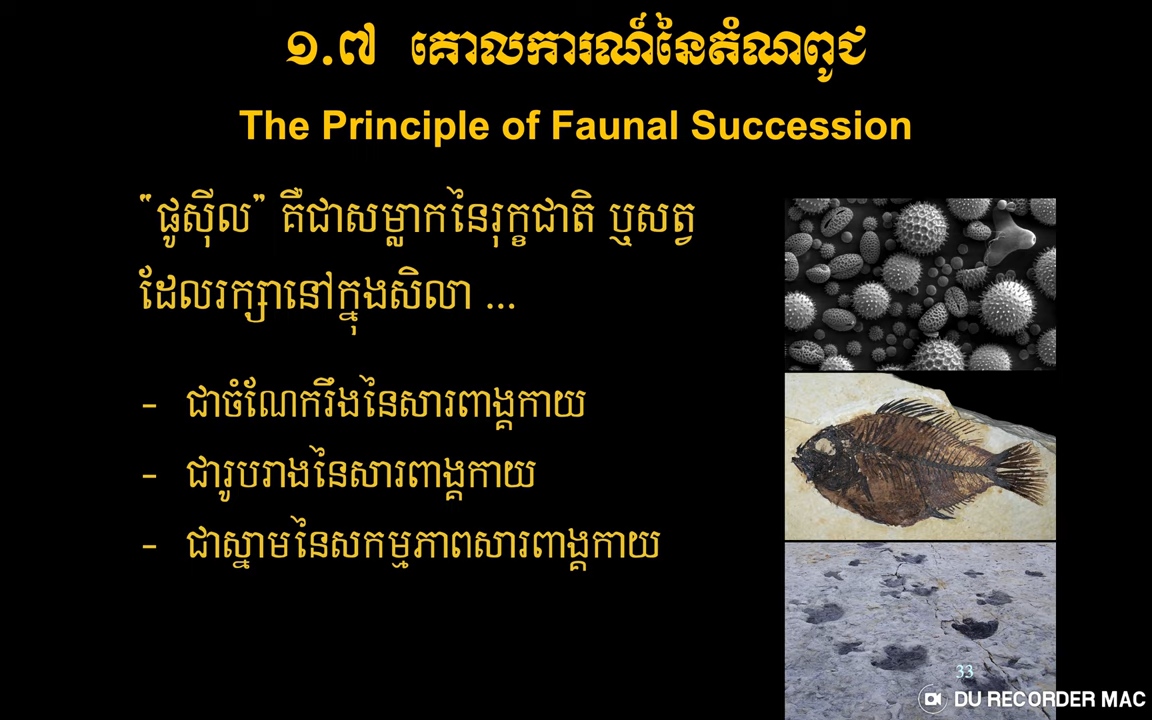 ១.៧ គោលការណ៍នៃតំណពូជ
The Principle of Faunal Succession
“ផូស៊ីល” គឺជាសម្លាកនៃរុក្ខជាតិ ឬសត្វ
ដែលរក្សានៅក្នុងសិលា ...
- ជាចំណែករឹងនៃសារពាង្គកាយ
- ជារូបរាងនៃសារពាង្គកាយ
- ជាស្នាមនៃសកម្មភាពសារពាង្គកាយ
33
DU RECORDER MAC